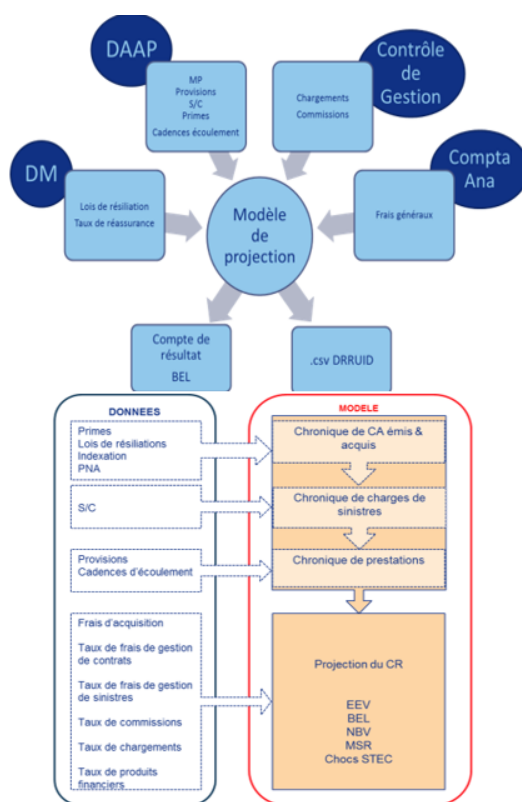 DAAP
MP
Provisions
S/C
Primes
Cadences écoulement
Contrôle
de
Gestion
Chargements
Commissions
DM
Lois de résiliation
Taux de réassurance
Modèle
de
projection
Compta
Ana
Frais généraux
Compte de
résultat
BEL
.csv DRRUID
DONNEES
Primes
Lois de résiliations
Indexation
PNA
S/C
Provisions
Cadences d'écoulement
Frais d'acquisition
Taux de frais de gestion
de contrats
Taux de frais de gestion
de sinistres
Taux de commissions
Taux de chargements
Taux de produits
financiers
MODELE
Chronique de CA émis &
acquis
Chronique de charges de
sinistres
Chronique de prestations
Projection du CR
EEV
BEL
NBV
MSR
Chocs STEC